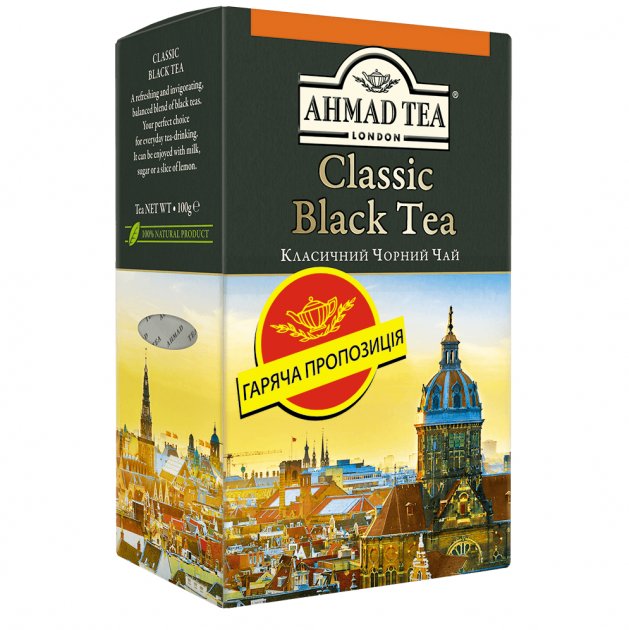 CLASSIC
BLACK TEA
A refreshing and invigorating,
balanced blend of black teas.
Your perfect choice
for everyday tea-drinking.
It can be enjoyed with milk,
sugar or a slice of lemon.
Tea NET WT • 100g ℮
100% NATURAL PRODUCT
AHMAD
TEA
AHMAD TEA®
LONDON
Classic
Black Tea
Класичний Чорний Чай
ГАРЯЧА ПРОПОЗИЦІЯ